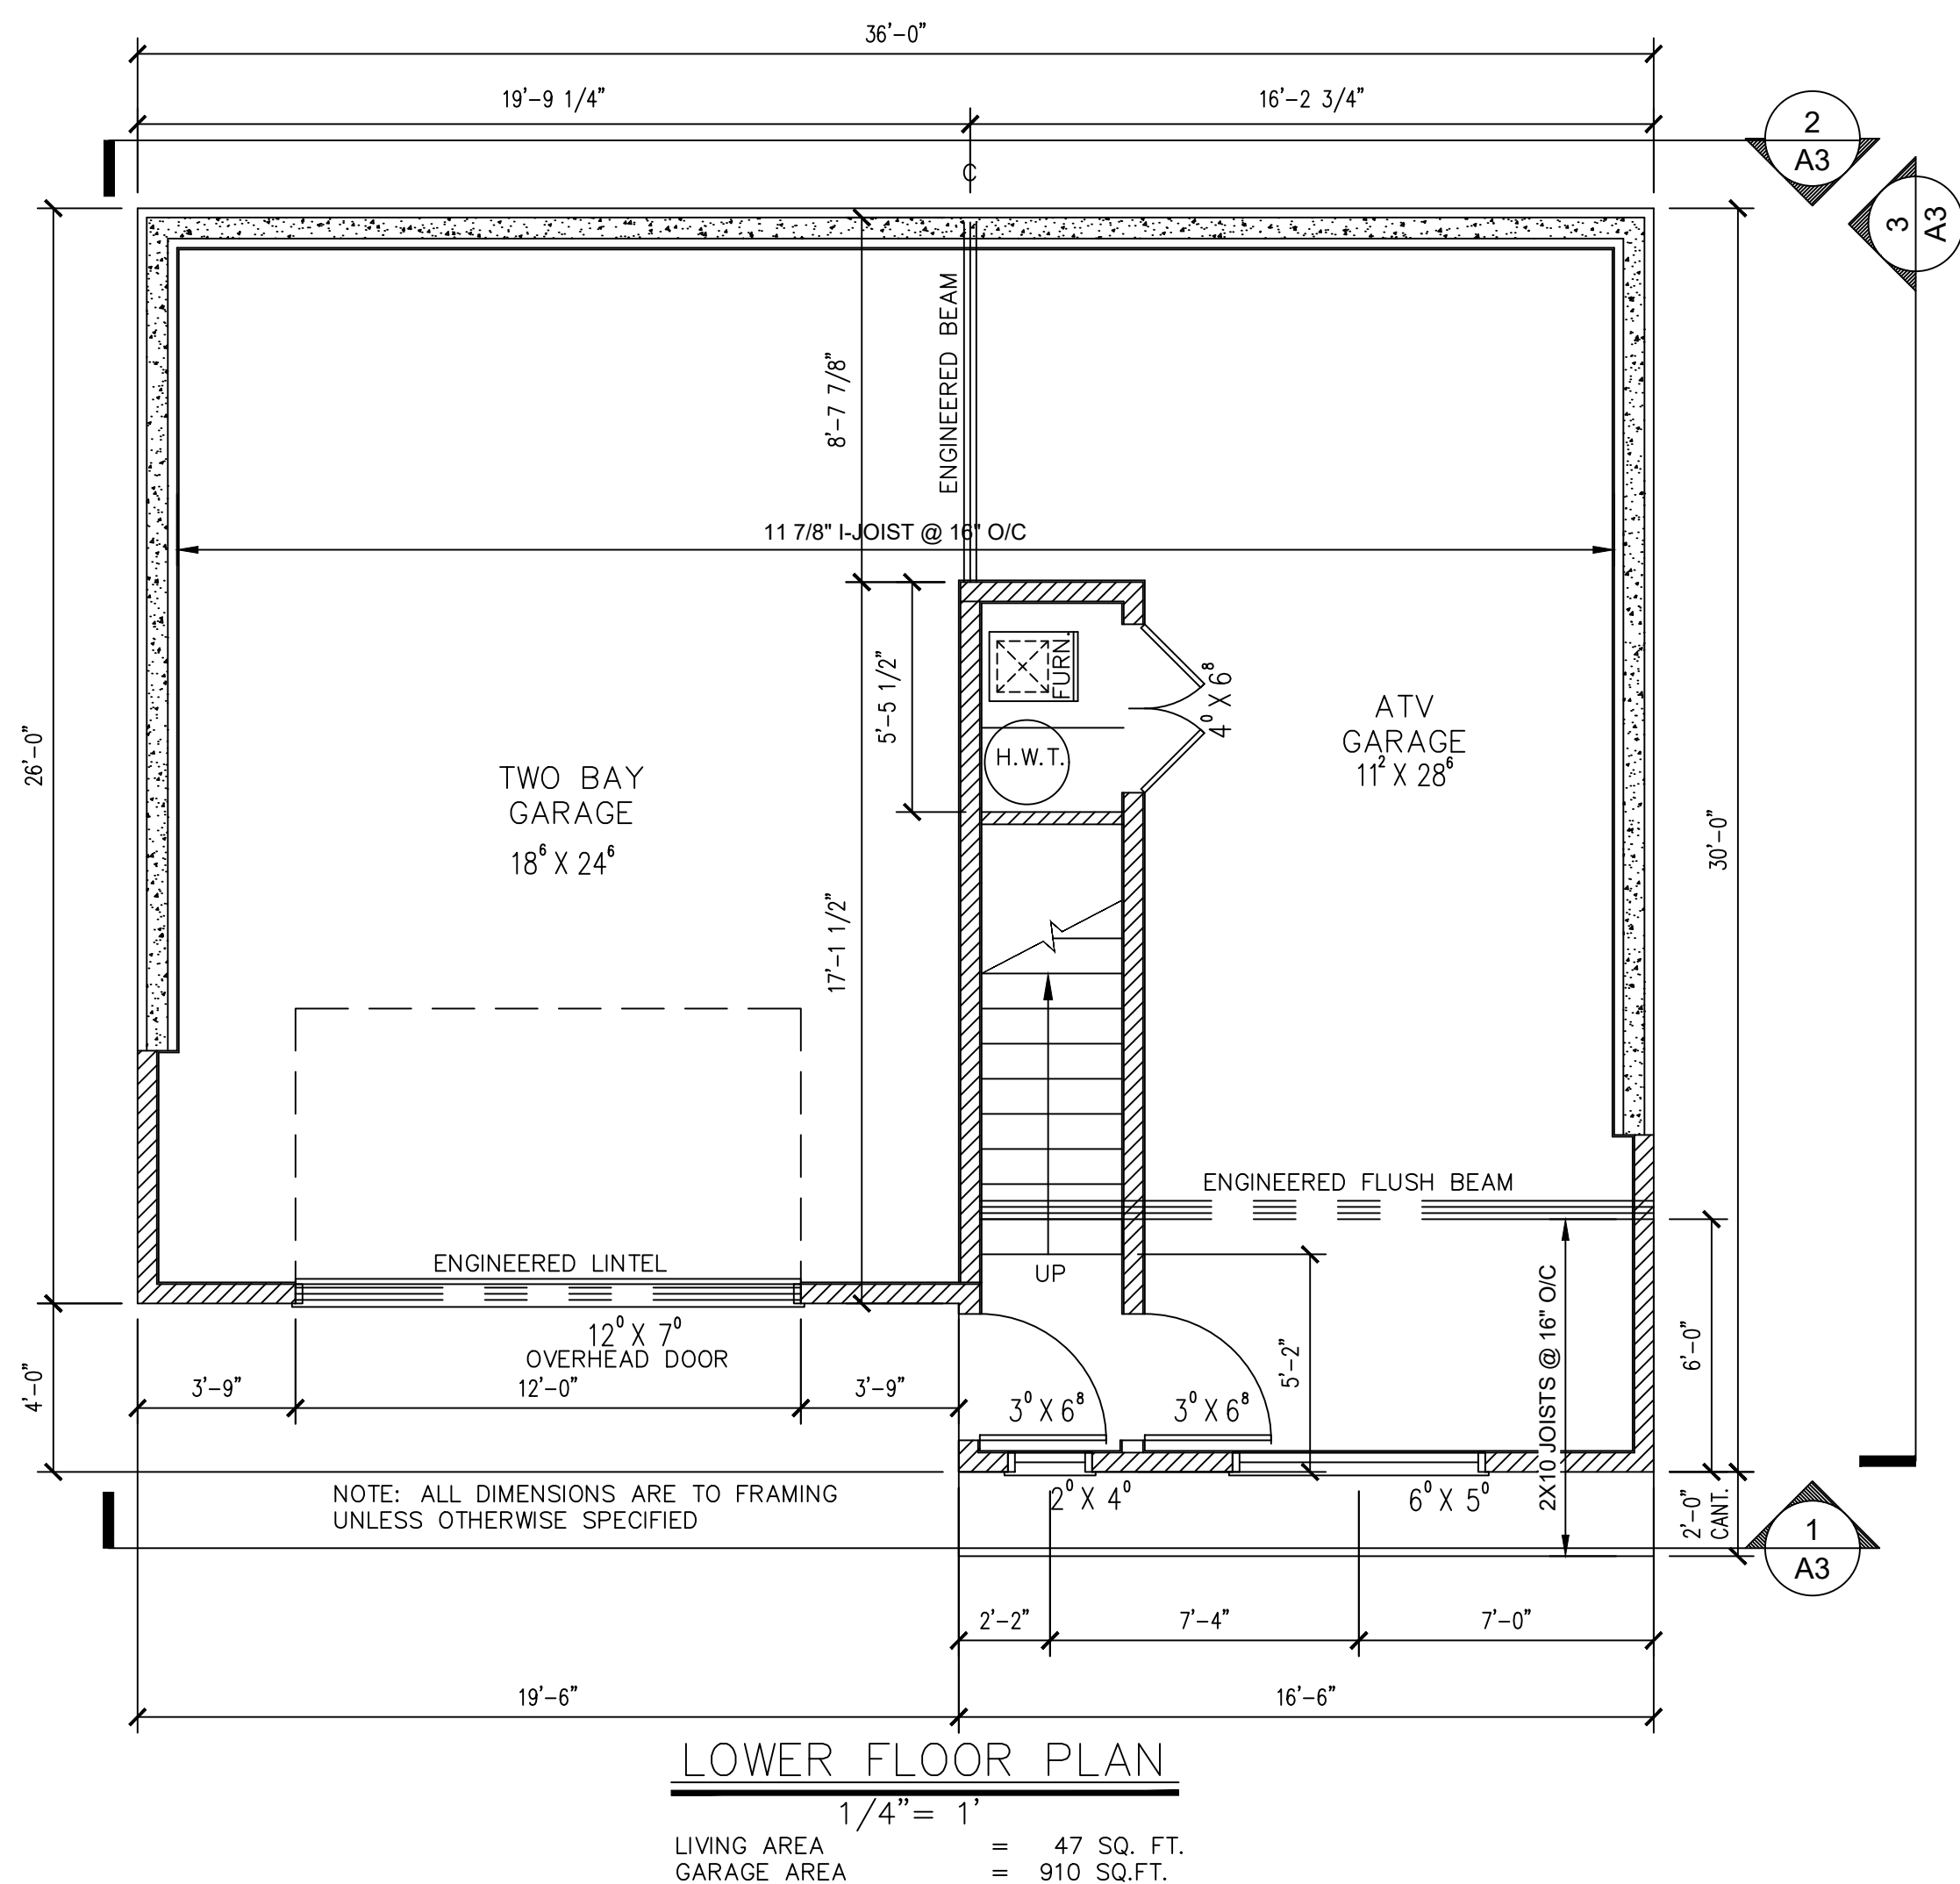 36'-0"
19'-9 1/4"
16'-2 3/4"
2
A3
3
A3
C
ENGINEERED BEAM
8'-7 7/8"
11 7/8" I-JOIST @ 16" O/C
5'-5 1/2"
FURN.
4⁰ X 6⁸
H.W.T.
ATV
GARAGE
11² X 28⁶
26'-0"
TWO BAY
GARAGE
18⁶ X 24⁶
30'-0"
17'-1 1/2"
ENGINEERED FLUSH BEAM
ENGINEERED LINTEL
UP
12⁰ X 7⁰
OVERHEAD DOOR
4'-0"
3'-9"
12'-0"
3'-9"
3⁰ X 6⁸
3⁰ X 6⁸
5'-2"
2X10 JOISTS @ 16" O/C
6'-0"
NOTE: ALL DIMENSIONS ARE TO FRAMING
UNLESS OTHERWISE SPECIFIED
2⁰ X 4⁰
6⁰ X 5⁰
2'-0"
CANT.
1
A3
2'-2"
7'-4"
7'-0"
19'-6"
16'-6"
LOWER FLOOR PLAN
1/4"= 1'
LIVING AREA = 47 SQ. FT.
GARAGE AREA = 910 SQ.FT.